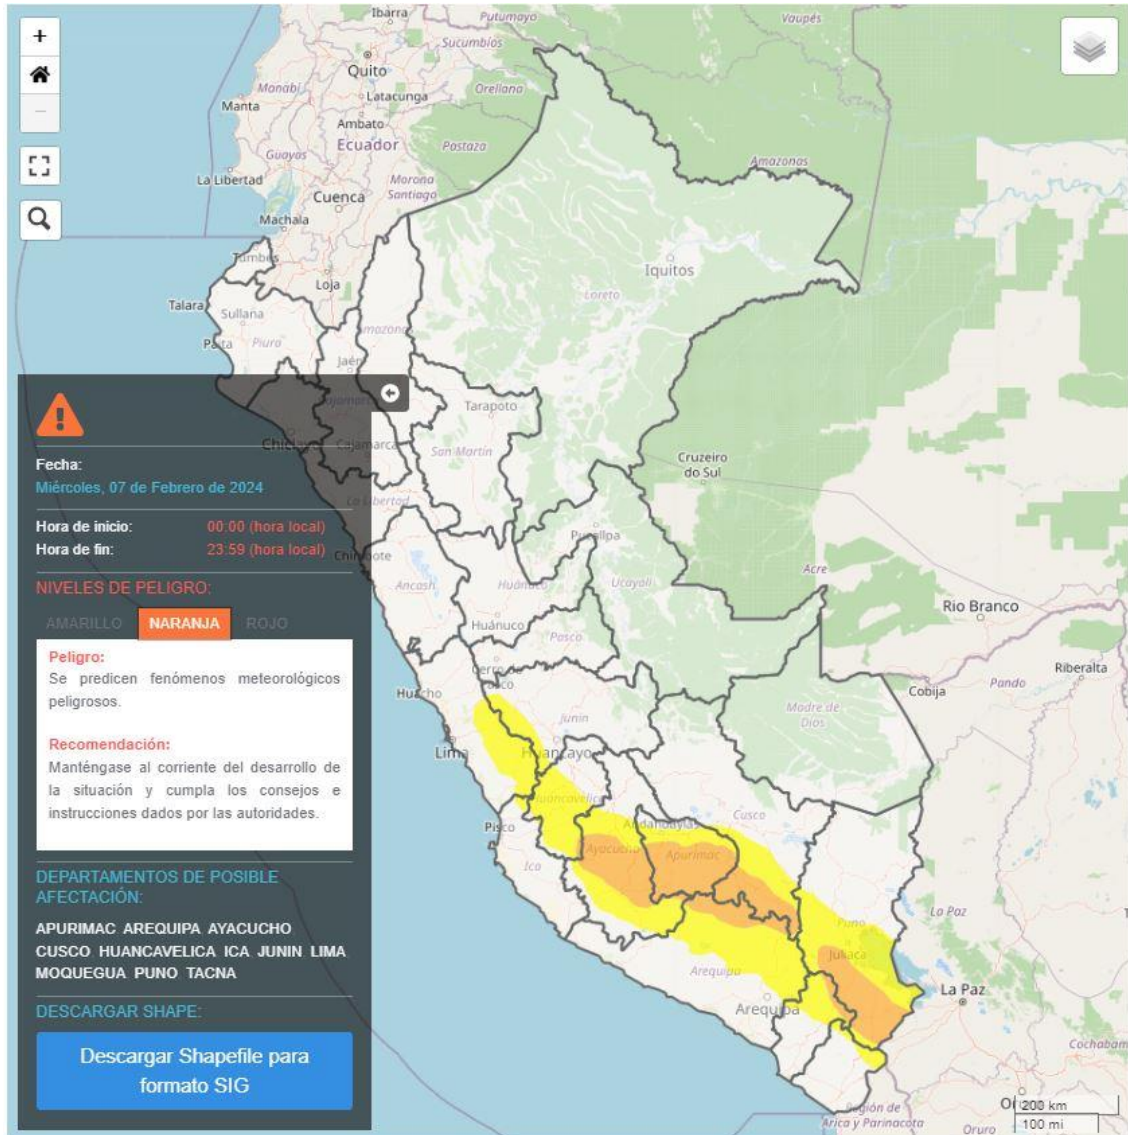 Ibarra
Putumayo
Vaupés
Sucumbíos
Quito
Manabí
Orellana
Latacunga
Manta
Ambato
Ecuador
Pastaza
Guayas
Amazonas
La Libertad
Morona
Santiago
Cuenca
Machala
Tumbes
Iquitos
Loja
Loreto
Talara
Sullana
Paita
Piura
Amazonas
Jaén
Tarapoto
Cajamarca
San Martín
Cruzeiro
do Sul
La Libertad
Pucallpa
Acre
Ancash
Huánuco
Ucayali
Rio Branco
Huánuco
Pasco
Riberalta
Cobija
Pando
Huacho
Junín
Madre de
Dios
Lima
Huancayo
Huancavelica
Cusco
Pisco
Andahuaylas
Ica
Ayacucho
Apurímac
La Paz
Puno
Juliaca
Arequipa
La Paz
Arequipa
Cochabam
200 km
100 mi
Región de
Arica y Parinacota
Oruro
+
−
Fecha:
Miércoles, 07 de Febrero de 2024
Hora de inicio: 00:00 (hora local)
Hora de fin: 23:59 (hora local)
NIVELES DE PELIGRO:
AMARILLO NARANJA ROJO
Peligro:
Se predicen fenómenos meteorológicos
peligrosos.
Recomendación:
Manténgase al corriente del desarrollo de
la situación y cumpla los consejos e
instrucciones dados por las autoridades.
DEPARTAMENTOS DE POSIBLE
AFECTACIÓN:
APURIMAC AREQUIPA AYACUCHO
CUSCO HUANCAVELICA ICA JUNIN LIMA
MOQUEGUA PUNO TACNA
DESCARGAR SHAPE:
Descargar Shapefile para
formato SIG